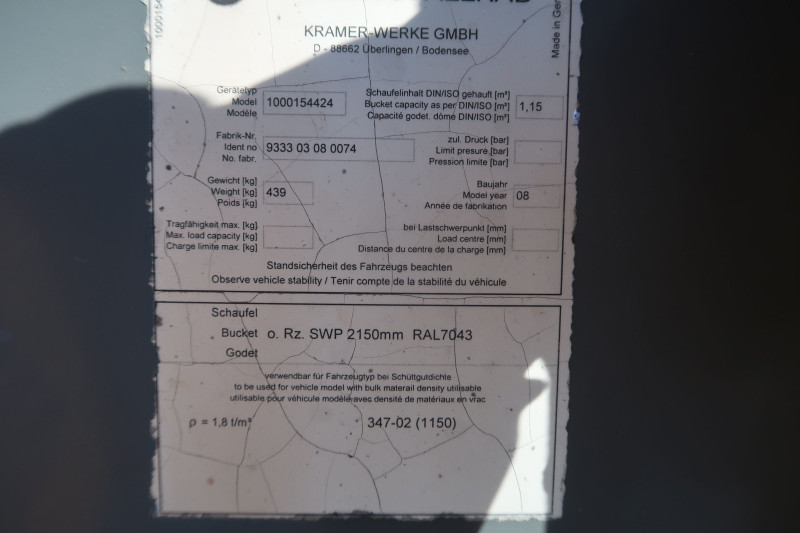 KRAMER-WERKE GMBH
D - 88662 Überlingen / Bodensee
Made in Ger
1000154
Gerätetyp
Model
Modèle
1000154424
Schaufelinhalt DIN/ISO gehauft [m³]
Bucket capacity as per DIN/ISO [m³]
Capacité godet. dôme DIN/ISO [m³]
1,15
Fabrik-Nr.
Ident no
No. fabr.
9333 03 08 0074
zul. Druck [bar]
Limit presure [bar]
Pression limite [bar]
Gewicht [kg]
Weight [kg]
Poids [kg]
439
Baujahr
Model year
Année de fabrikation
08
Tragfähigkeit max. [kg]
Max. load capacity [kg]
Charge limite max. [kg]
bei Lastschwerpunkt [mm]
Load centre [mm]
Distance du centre de la charge [mm]
Standsicherheit des Fahrzeugs beachten
Observe vehicle stability / Tenir compte de la stabilité du véhicule
Schaufel
Bucket
Godet
o. Rz. SWP 2150mm RAL7043
verwendbar für Fahrzeugtyp bei Schüttgutdichte
to be used for vehicle model with bulk materail density utilisable
utilisable pour véhicule modèle avec densité de matériaux en vrac
ρ = 1,8 t/m³
347-02 (1150)